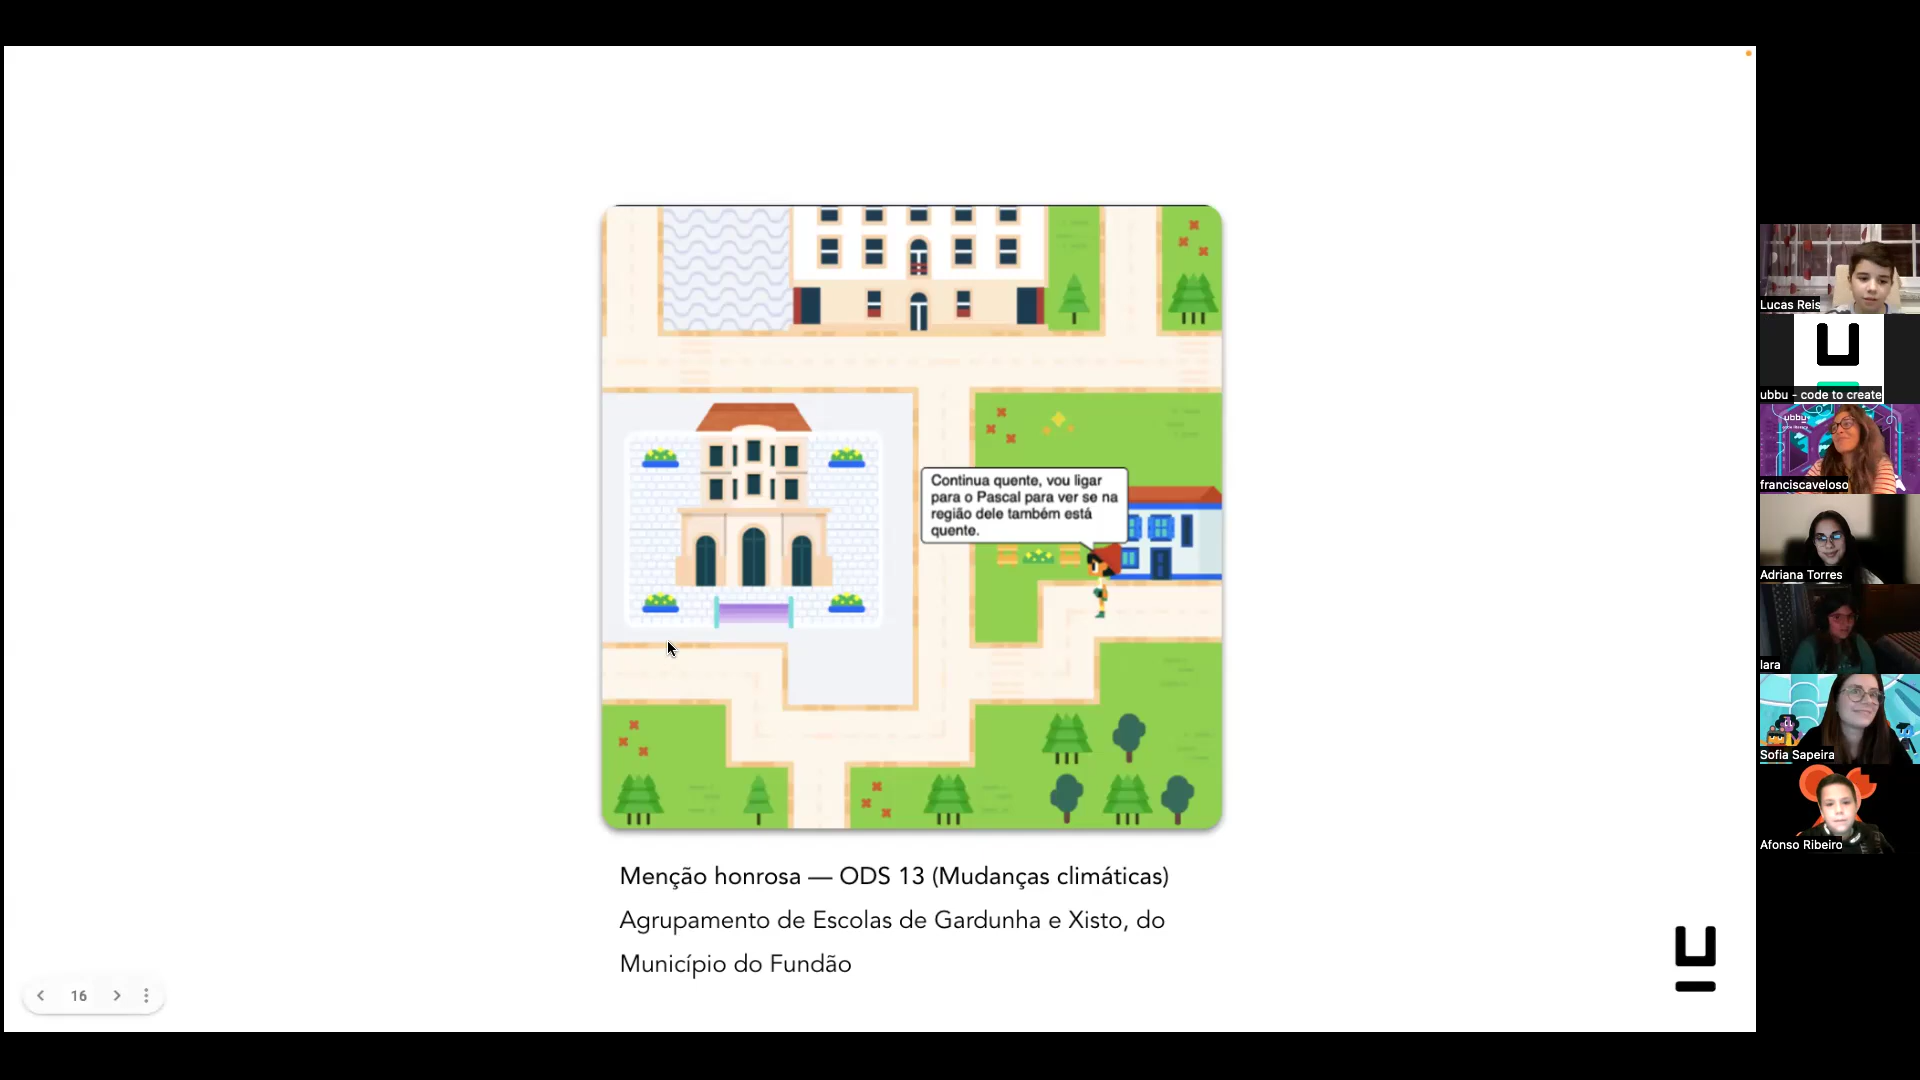 Continua quente, vou ligar
para o Pascal para ver se na
região dele também está
quente.
Menção honrosa — ODS 13 (Mudanças climáticas)
Agrupamento de Escolas de Gardunha e Xisto, do
Município do Fundão
16
Lucas Reis
ubbu - code to create
ubbu
franciscaveloso
Adriana Torres
lara
Sofia Sapeira
Afonso Ribeiro